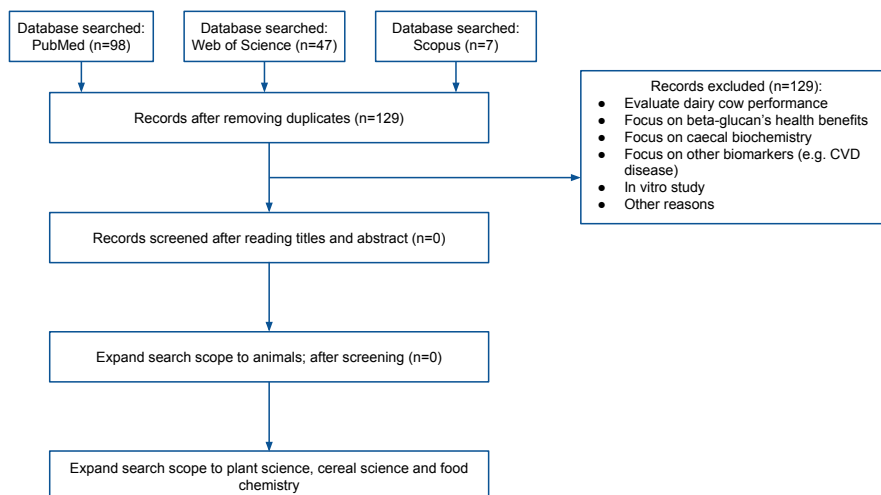 Database searched:
PubMed (n=98)
Database searched:
Web of Science (n=47)
Database searched:
Scopus (n=7)
Records after removing duplicates (n=129)
Records excluded (n=129):
● Evaluate dairy cow performance
● Focus on beta-glucan’s health benefits
● Focus on caecal biochemistry
● Focus on other biomarkers (e.g. CVD
disease)
● In vitro study
● Other reasons
Records screened after reading titles and abstract (n=0)
Expand search scope to animals; after screening (n=0)
Expand search scope to plant science, cereal science and food
chemistry